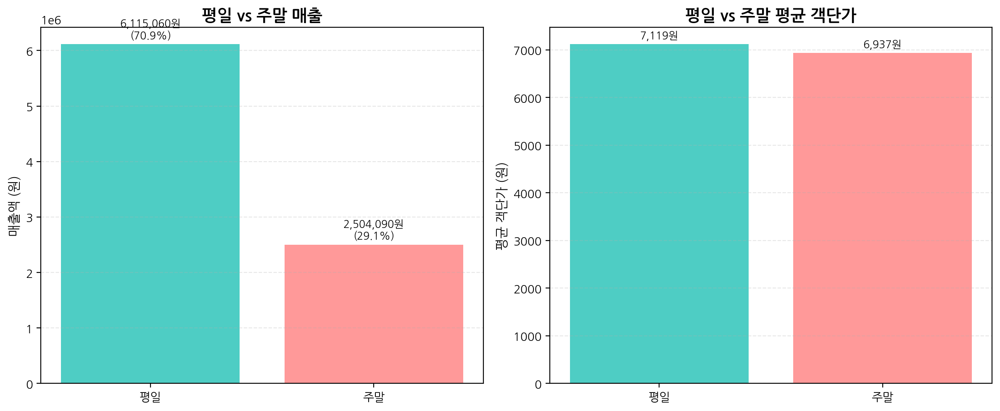 평일 vs 주말 매출
1e6
6,115,060원
(70.9%)
6
5
4
3
2
1
0
매출액 (원)
2,504,090원
(29.1%)
평일
주말
평일 vs 주말 평균 객단가
7,119원
6,937원
7000
6000
5000
4000
3000
2000
1000
0
평균 객단가 (원)
평일
주말